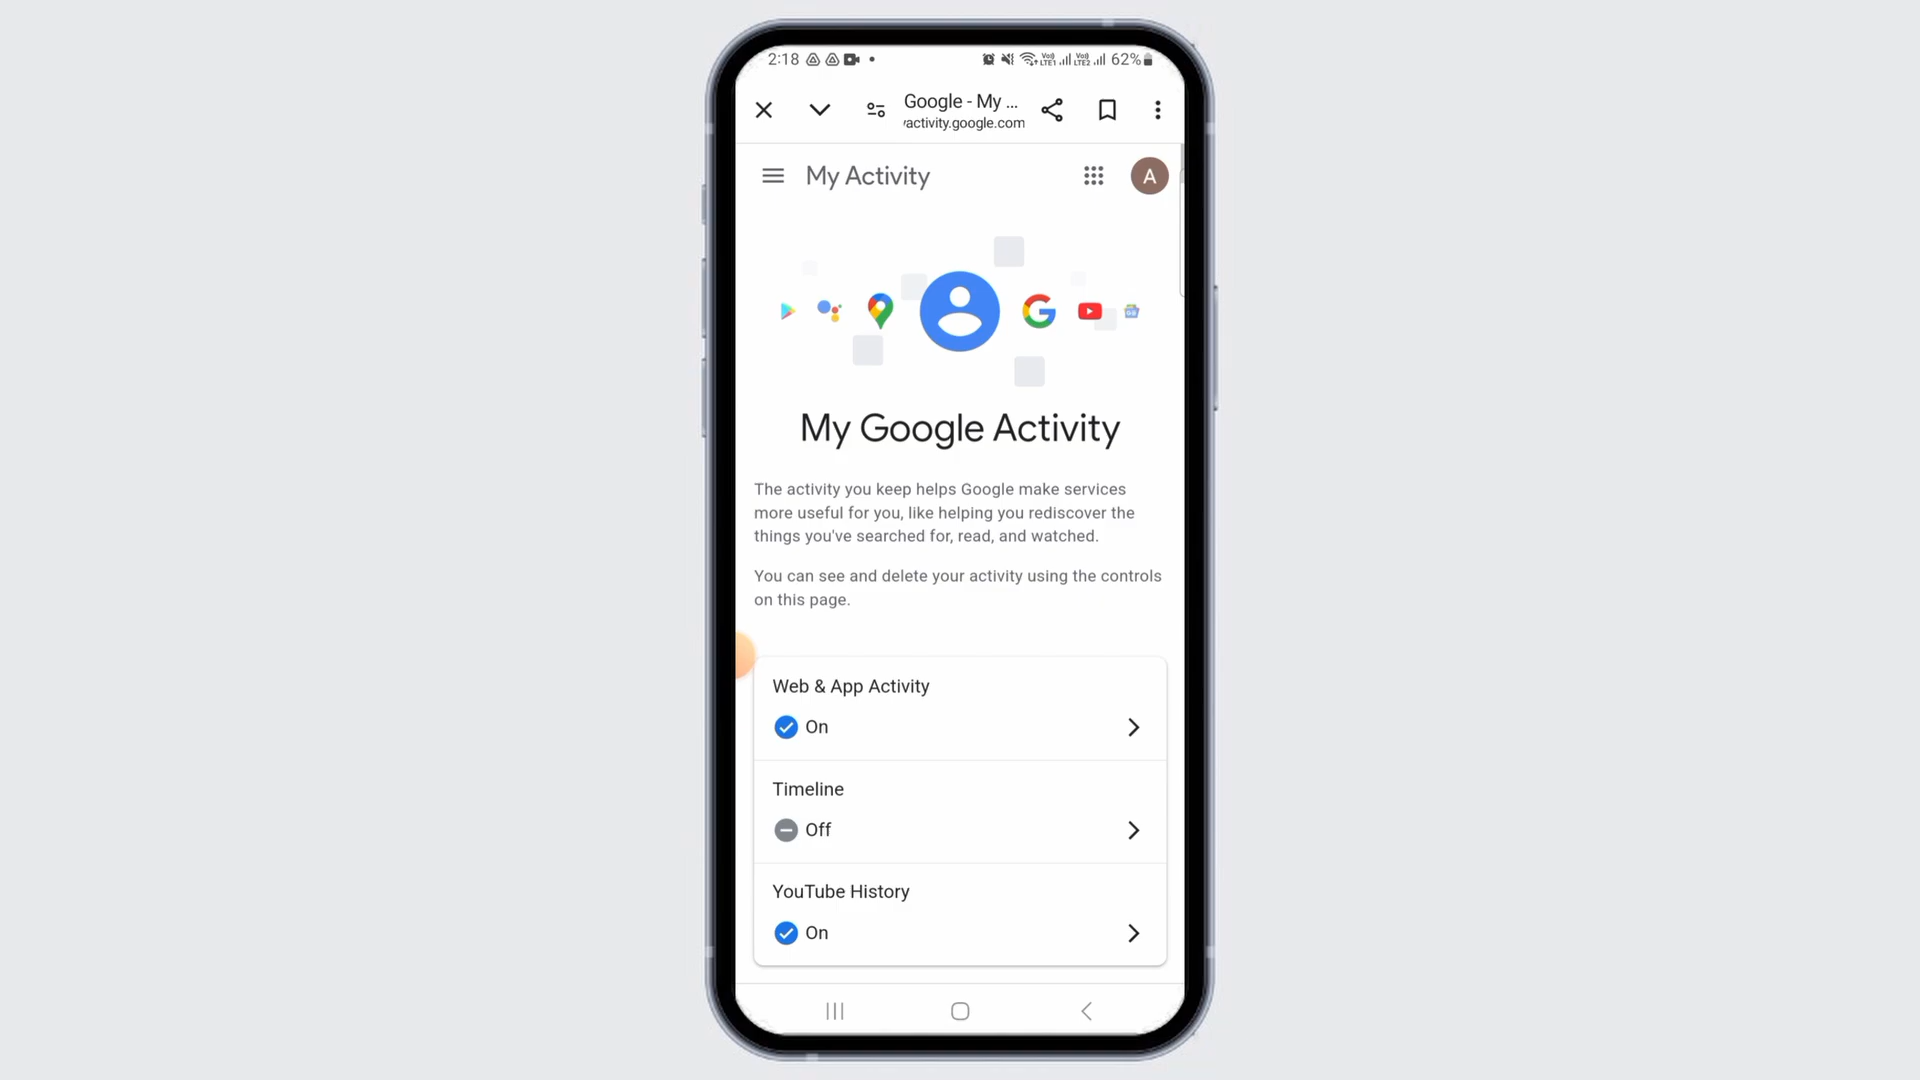 2:18 62%
Google - My ...
activity.google.com
My Activity
A
My Google Activity
The activity you keep helps Google make services
more useful for you, like helping you rediscover the
things you've searched for, read, and watched.
You can see and delete your activity using the controls
on this page.
Web & App Activity
On
Timeline
Off
YouTube History
On